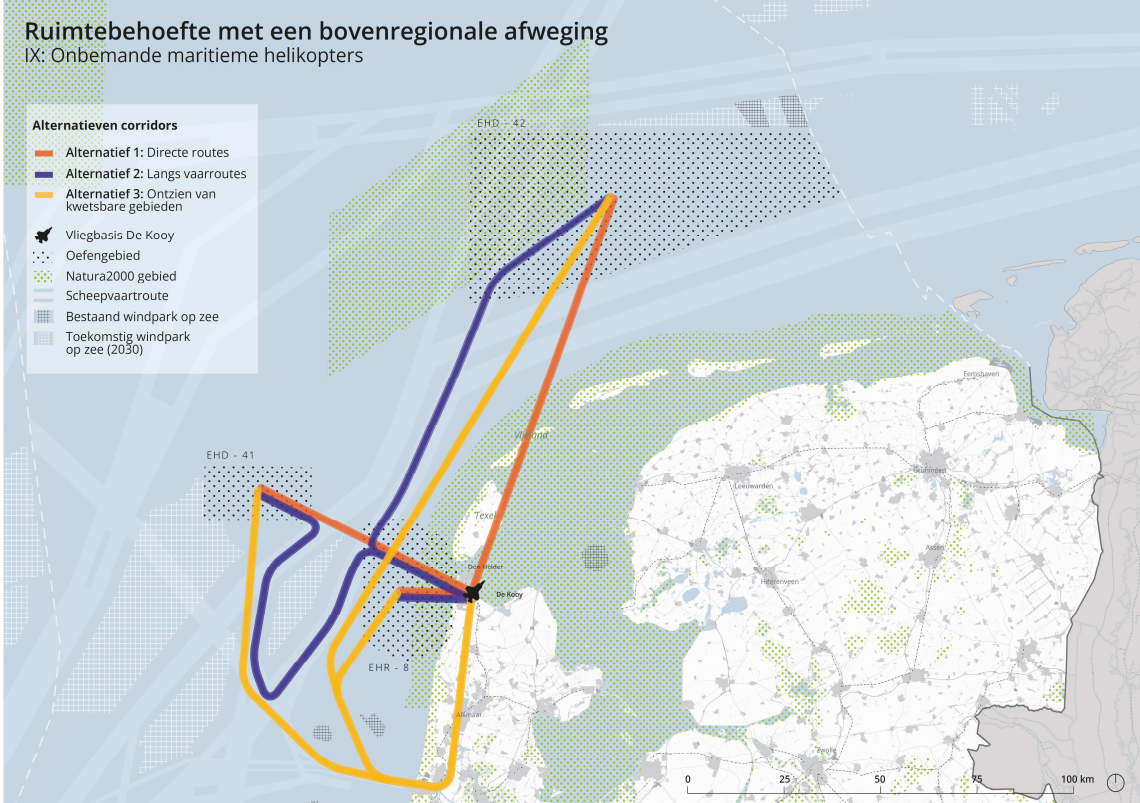 Ruimtebehoefte met een bovenregionale afweging
IX: Onbemande maritieme helikopters
Alternatieven corridors
Alternatief 1: Directe routes
Alternatief 2: Langs vaarroutes
Alternatief 3: Ontzien van
kwetsbare gebieden
Vliegbasis De Kooy
Oefengebied
Natura2000 gebied
Scheepvaartroute
Bestaand windpark op zee
Toekomstig windpark
op zee (2030)
EHD - 42
Eemshaven
Vlieland
EHD - 41
Groningen
Leeuwarden
Texel
Assen
Den Helder
Heerenveen
De Kooy
EHR - 8
Alkmaar
Zwolle
0 25 50 75 100 km